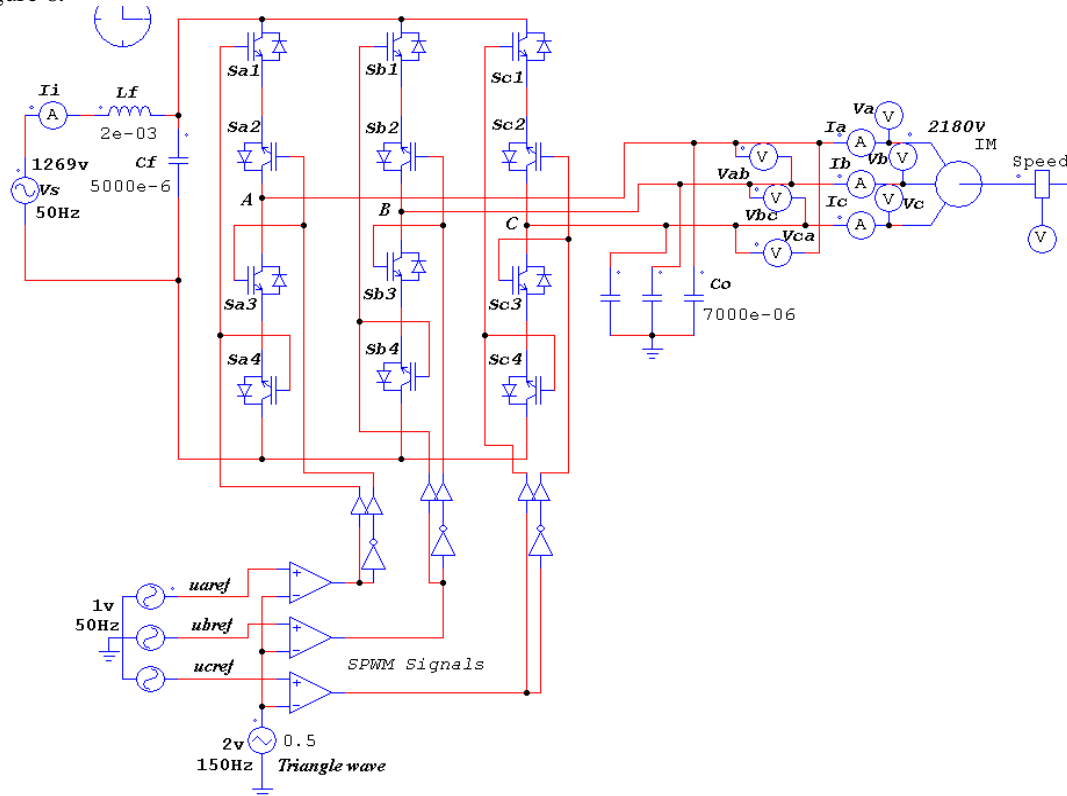 Ii
Lf
2e-03
Cf
5000e-6
A
1269v
Vs
50Hz
Sa1
Sb1
Sc1
Sa2
Sb2
Sc2
A
B
C
Sa3
Sb3
Sc3
Sa4
Sb4
Sc4
Va
V
2180V
IM
Ia
A
Vb
V
Speed
V
Vab
Ib
A
V
Vbc
Ic
A
V
Vc
V
Vca
V
Co
7000e-06
1v
50Hz
uaref
ubref
ucref
SPWM Signals
2v
0.5
150Hz
Triangle wave